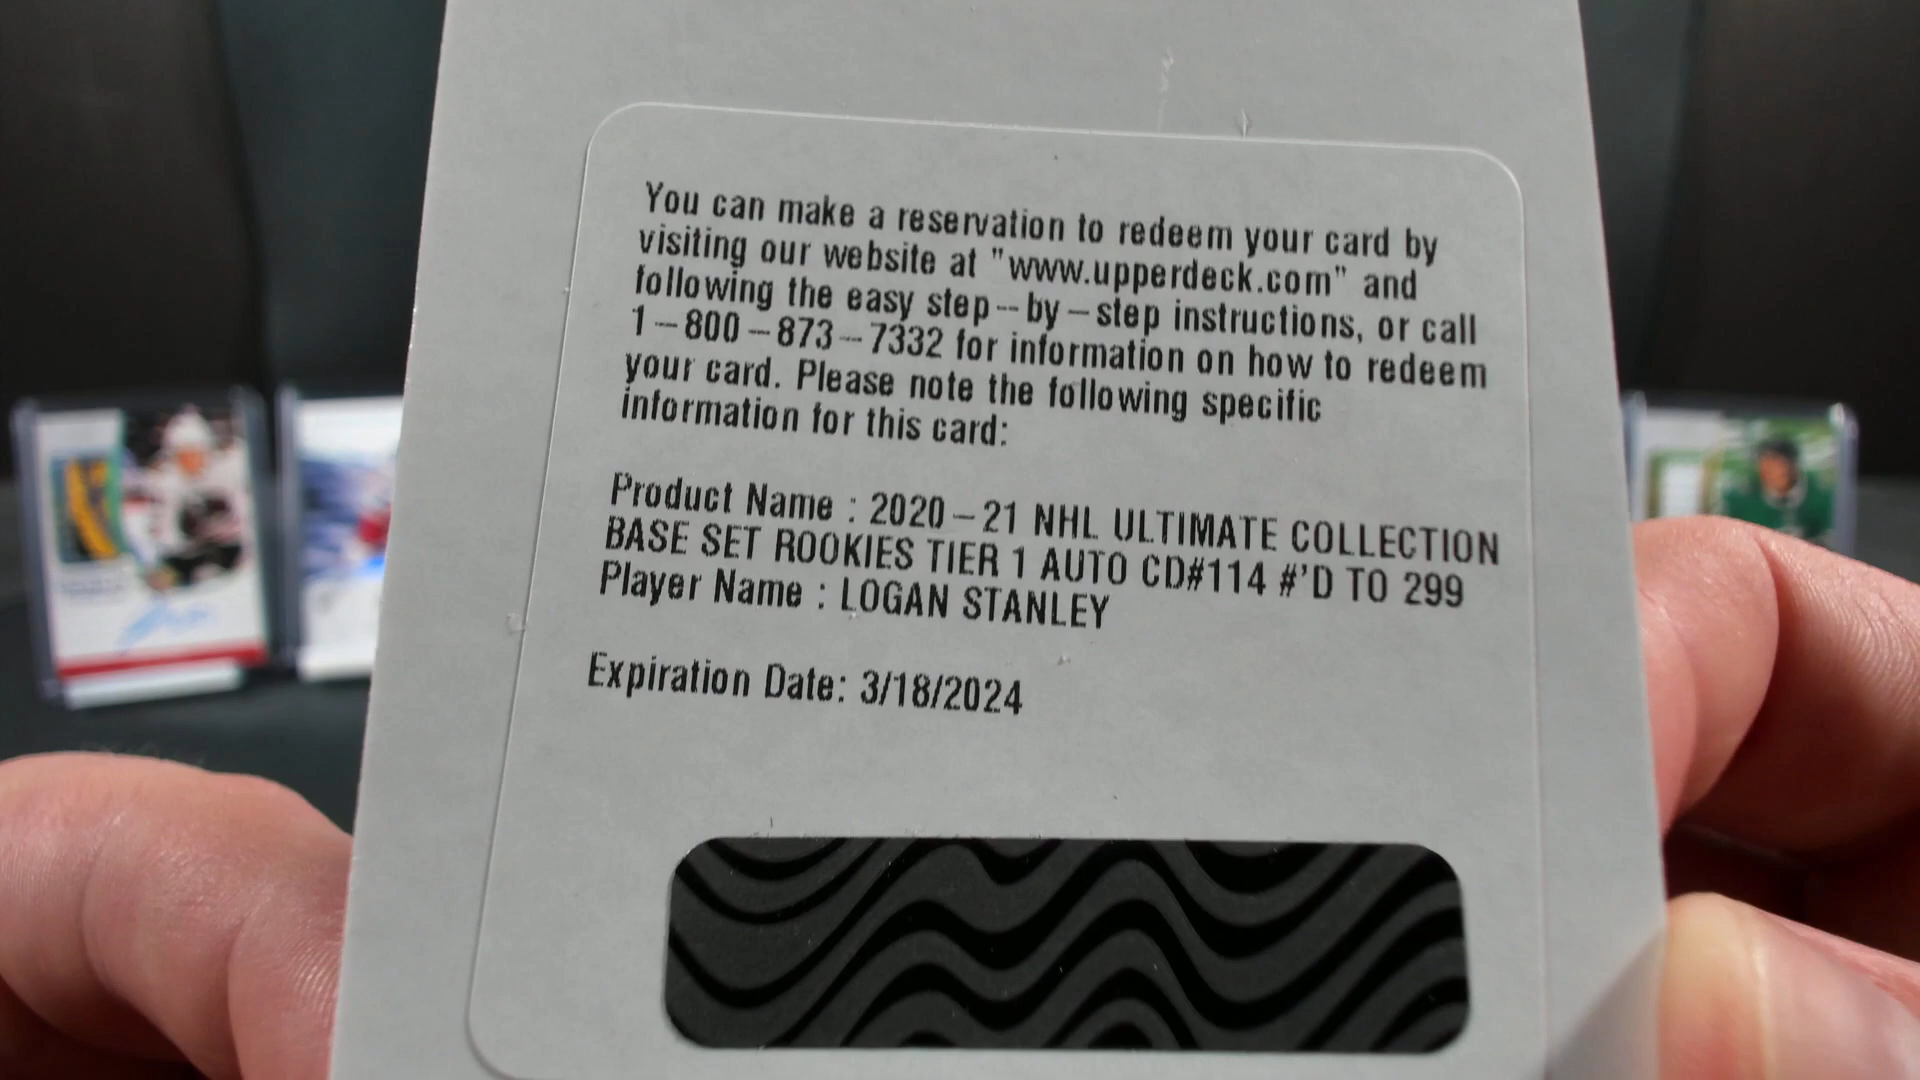 You can make a reservation to redeem your card by
visiting our website at "www.upperdeck.com" and
following the easy step--by--step instructions, or call
1--800--873--7332 for information on how to redeem
your card. Please note the following specific
information for this card:
Product Name : 2020-21 NHL ULTIMATE COLLECTION
BASE SET ROOKIES TIER 1 AUTO CD#114 #'D TO 299
Player Name : LOGAN STANLEY
Expiration Date: 3/18/2024